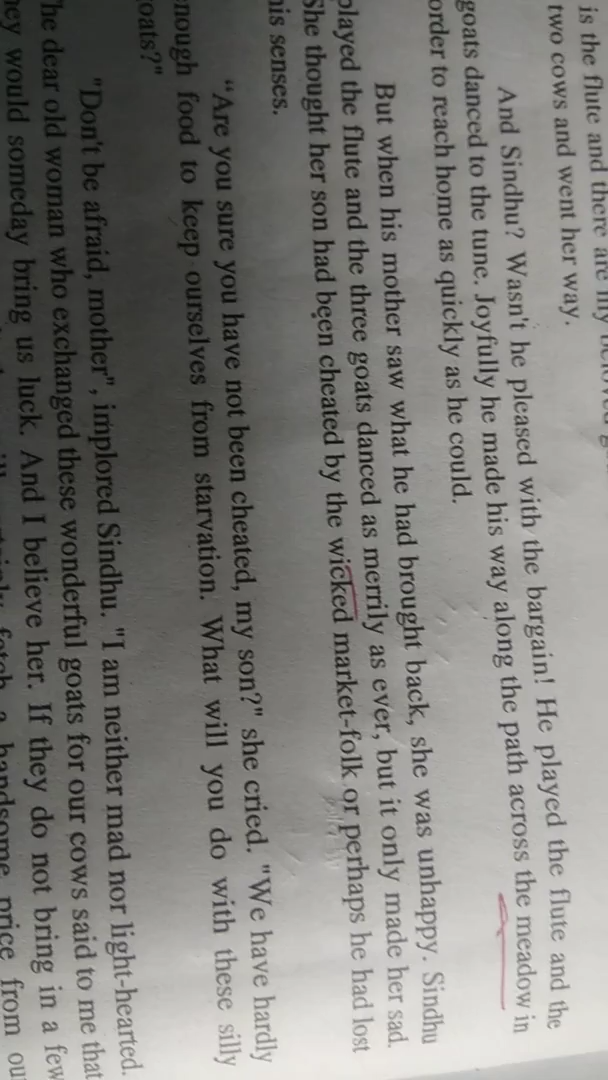 is the flute and there are my
two cows and went her way.
And Sindhu? Wasn't he pleased with the bargain! He played the flute and the
goats danced to the tune. Joyfully he made his way along the path across the meadow in
order to reach home as quickly as he could.
But when his mother saw what he had brought back, she was unhappy. Sindhu
played the flute and the three goats danced as merrily as ever, but it only made her sad.
She thought her son had been cheated by the wicked market-folk or perhaps he had lost
his senses.
"Are you sure you have not been cheated, my son?" she cried. "We have hardly
enough food to keep ourselves from starvation. What will you do with these silly
goats?"
"Don't be afraid, mother", implored Sindhu. "I am neither mad nor light-hearted.
The dear old woman who exchanged these wonderful goats for our cows said to me that
they would someday bring us luck. And I believe her. If they do not bring in a few
fetch a handsome price from